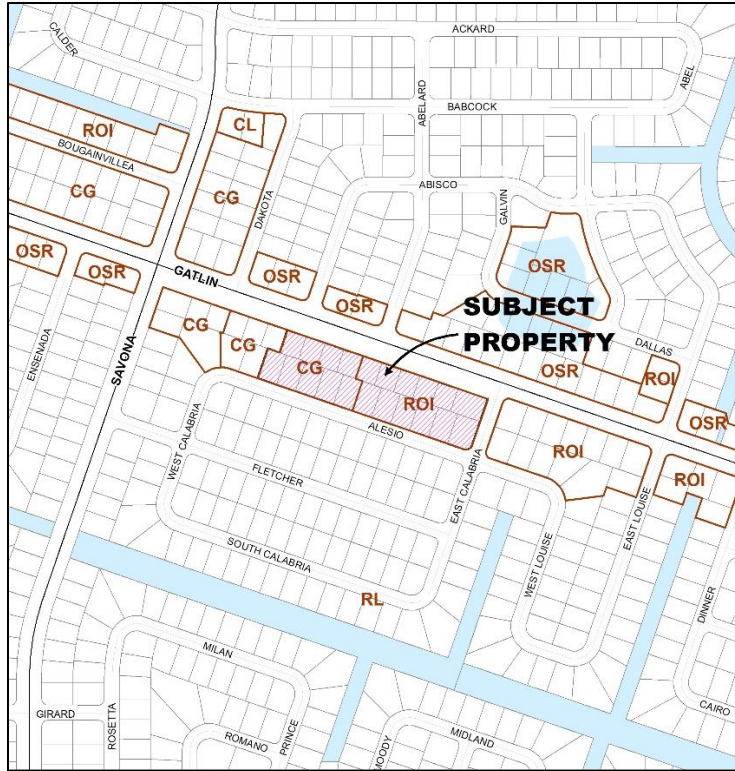 CALDER
ACKARD
ABEL
ABELARD
BABCOCK
CL
ROI
BOUGAINVILLEA
CG
CG
DAKOTA
ABISCO
GALVIN
OSR
OSR
OSR
GATLIN
OSR
OSR
OSR
SUBJECT
PROPERTY
DALLAS
ENSENADA
SAVONA
CG
CG
CG
ROI
OSR
ROI
OSR
ALESIO
WEST CALABRIA
FLETCHER
EAST CALABRIA
ROI
ROI
EAST LOUISE
SOUTH CALABRIA
WEST LOUISE
RL
DINNER
MILAN
CAIRO
GIRARD
ROSETTA
ROMANO
PRINCE
MOODY
MIDLAND